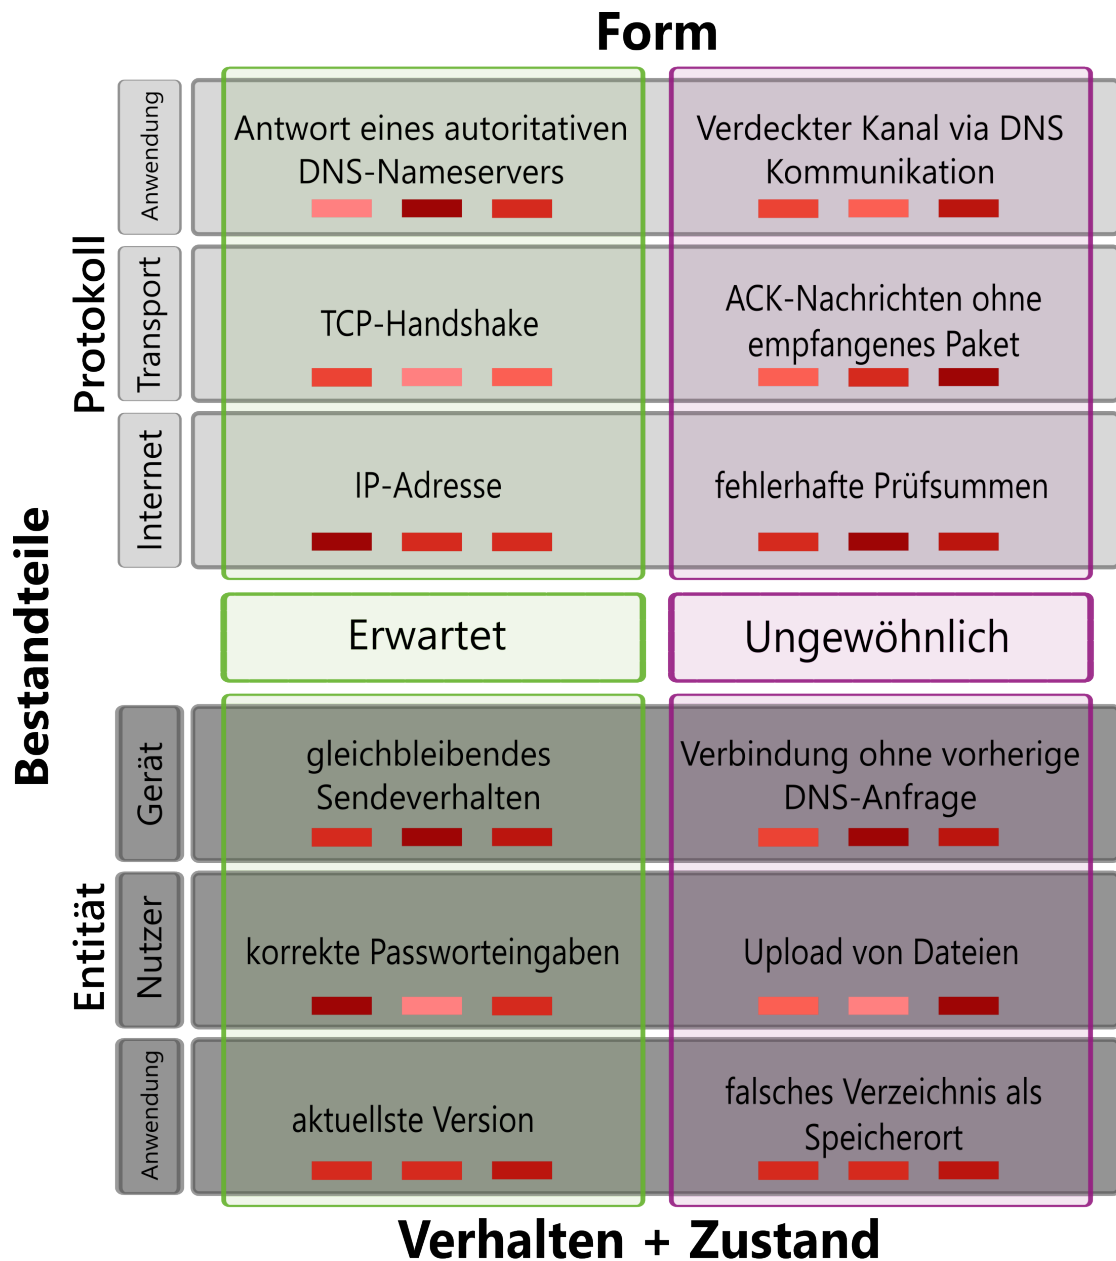 Form
Bestandteile
Protokoll
Anwendung
Antwort eines autoritativen
DNS-Nameservers
Verdeckter Kanal via DNS
Kommunikation
Transport
TCP-Handshake
ACK-Nachrichten ohne
empfangenes Paket
Internet
IP-Adresse
fehlerhafte Prüfsummen
Erwartet
Ungewöhnlich
Entität
Gerät
gleichbleibendes
Sendeverhalten
Verbindung ohne vorherige
DNS-Anfrage
Nutzer
korrekte Passworteingaben
Upload von Dateien
Anwendung
aktuellste Version
falsches Verzeichnis als
Speicherort
Verhalten + Zustand